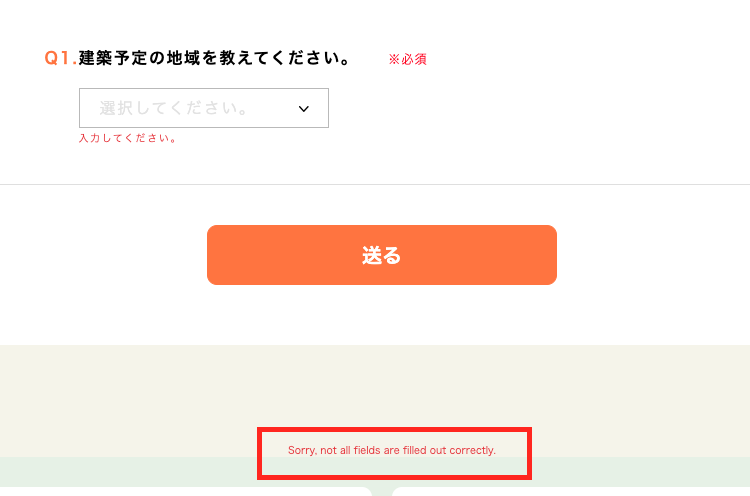 Q1.建築予定の地域を教えてください。 ※必須
選択してください。
入力してください。
送る
Sorry, not all fields are filled out correctly.